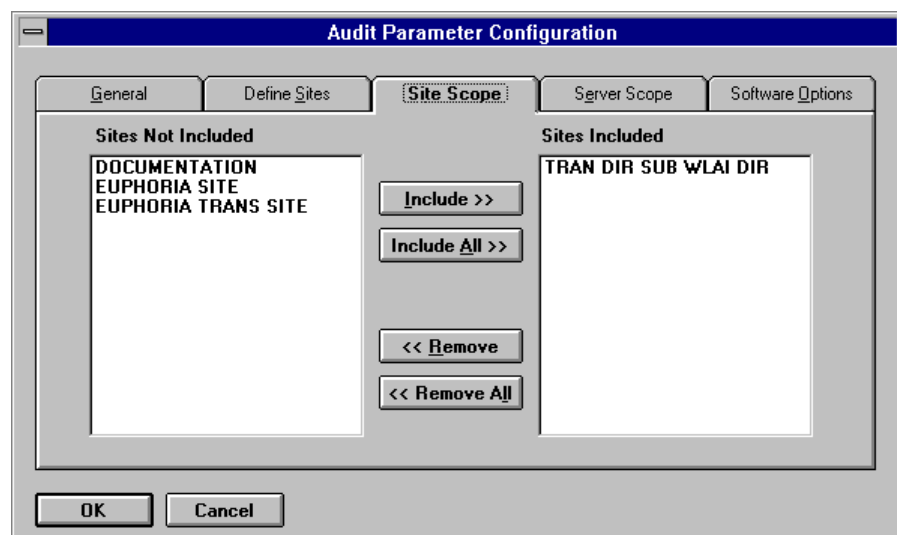 Audit Parameter Configuration
General
Define Sites
Site Scope
Server Scope
Software Options
Sites Not Included
DOCUMENTATION
EUPHORIA SITE
EUPHORIA TRANS SITE
Include >>
Include All >>
<< Remove
<< Remove All
Sites Included
TRAN DIR SUB WLAI DIR
OK
Cancel